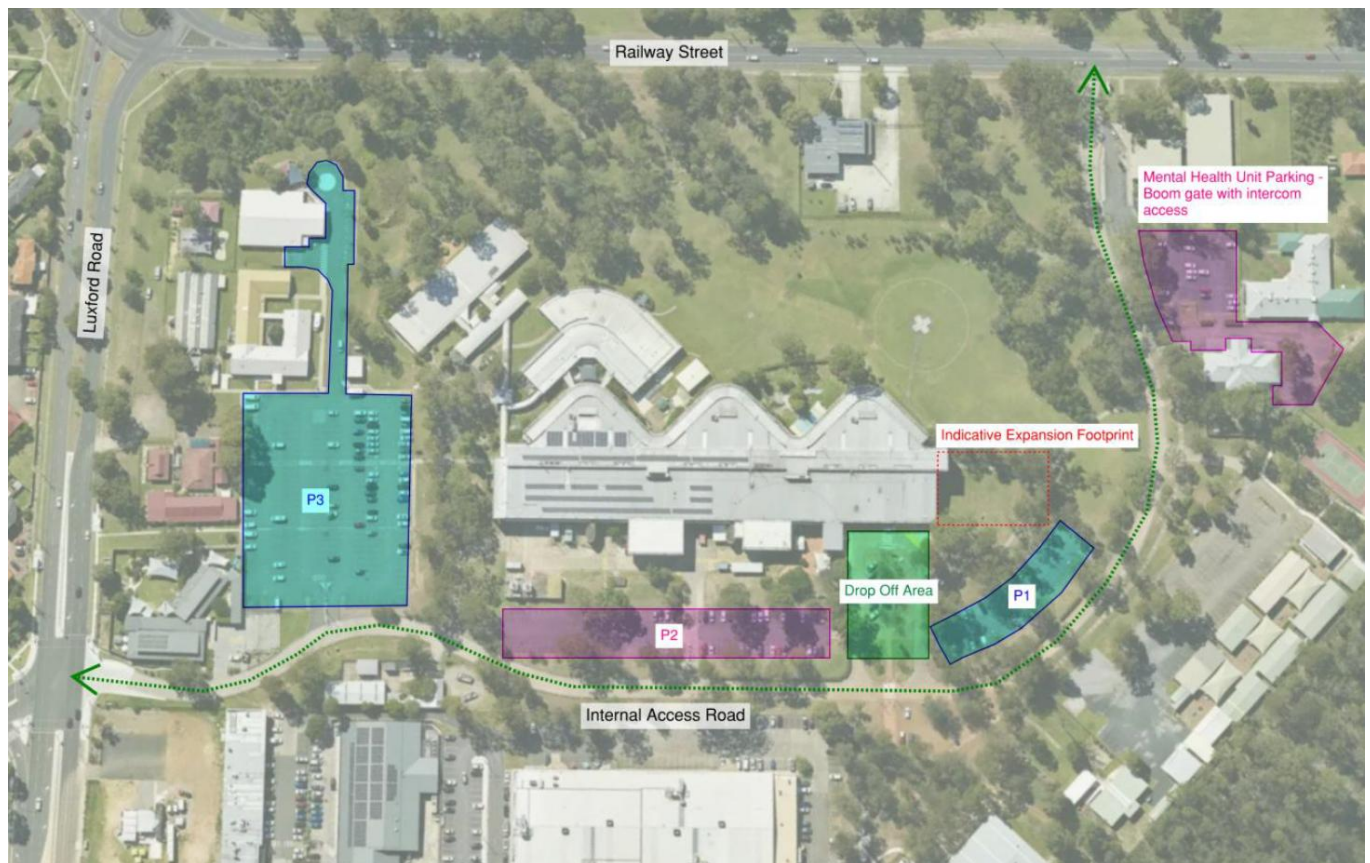 Railway Street
Mental Health Unit Parking -
Boom gate with intercom
access
Luxford Road
Indicative Expansion Footprint
P3
Drop Off Area
P1
P2
Internal Access Road